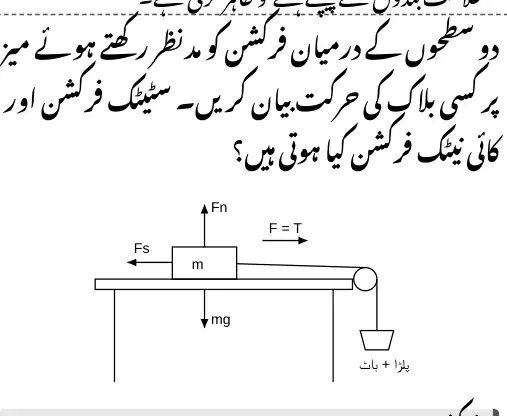 دو سطحوں کے درمیان فرکشن کو مدنظر رکھتے ہوئے میز
پر کسی بلاک کی حرکت بیان کریں۔ سٹیٹک فرکشن اور
کائی نیٹک فرکشن کیا ہوتی ہیں؟
Fn
F = T
Fs
m
mg
پلڑا + باٹ